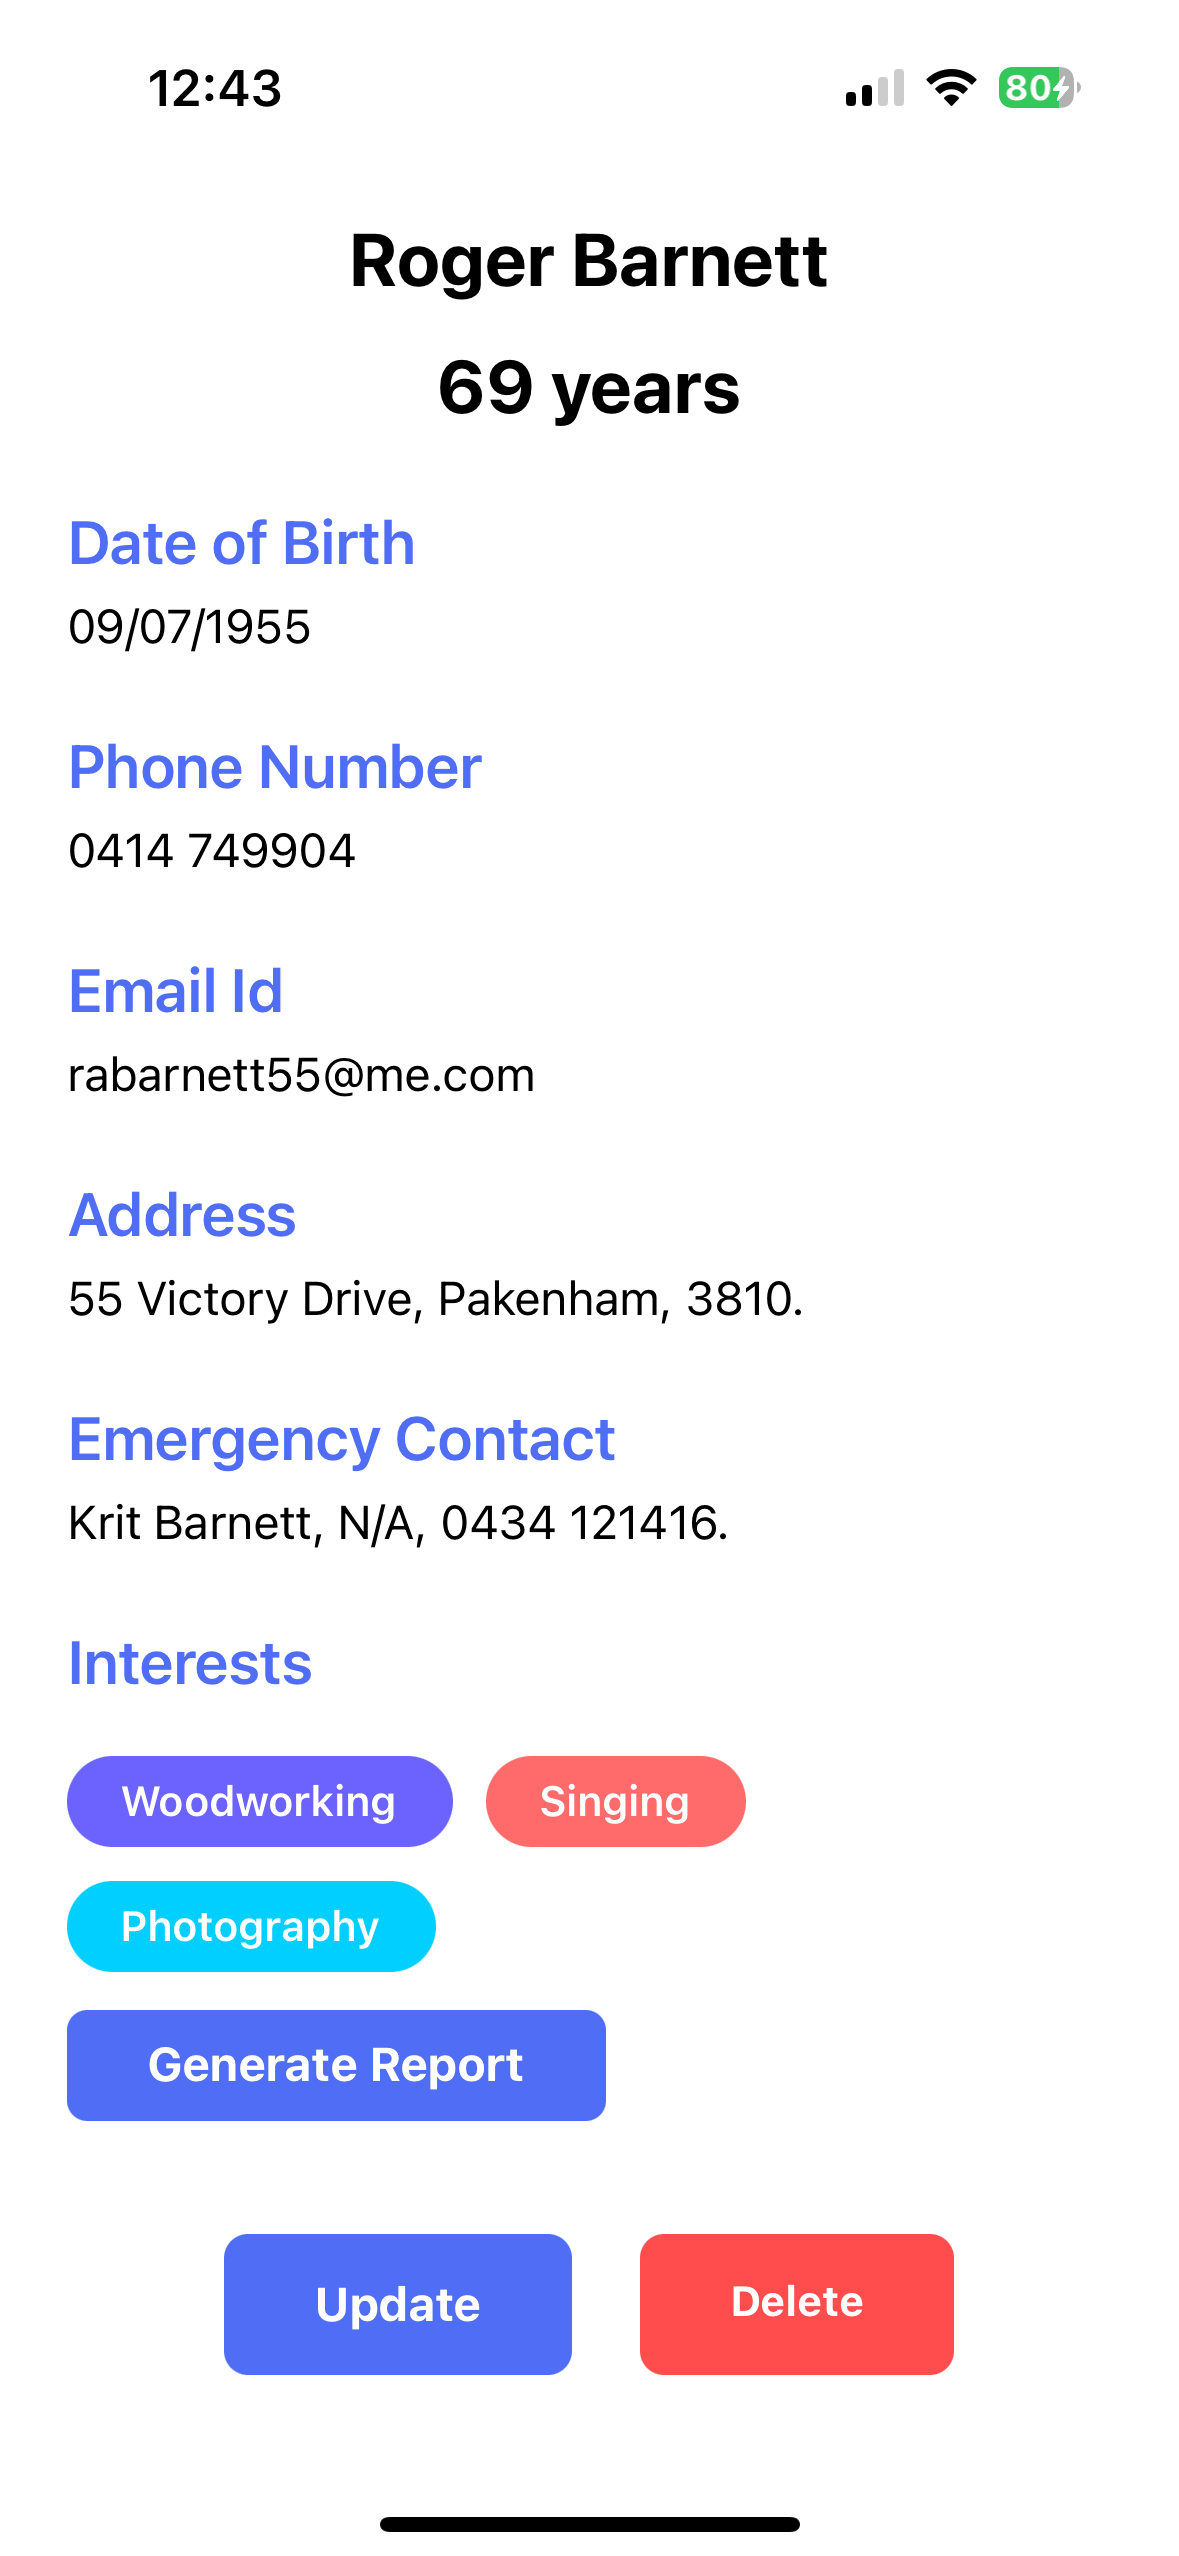 12:43
80
Roger Barnett
69 years
Date of Birth
09/07/1955
Phone Number
0414 749904
Email Id
rabarnett55@me.com
Address
55 Victory Drive, Pakenham, 3810.
Emergency Contact
Krit Barnett, N/A, 0434 121416.
Interests
Woodworking Singing
Photography
Generate Report
Update Delete